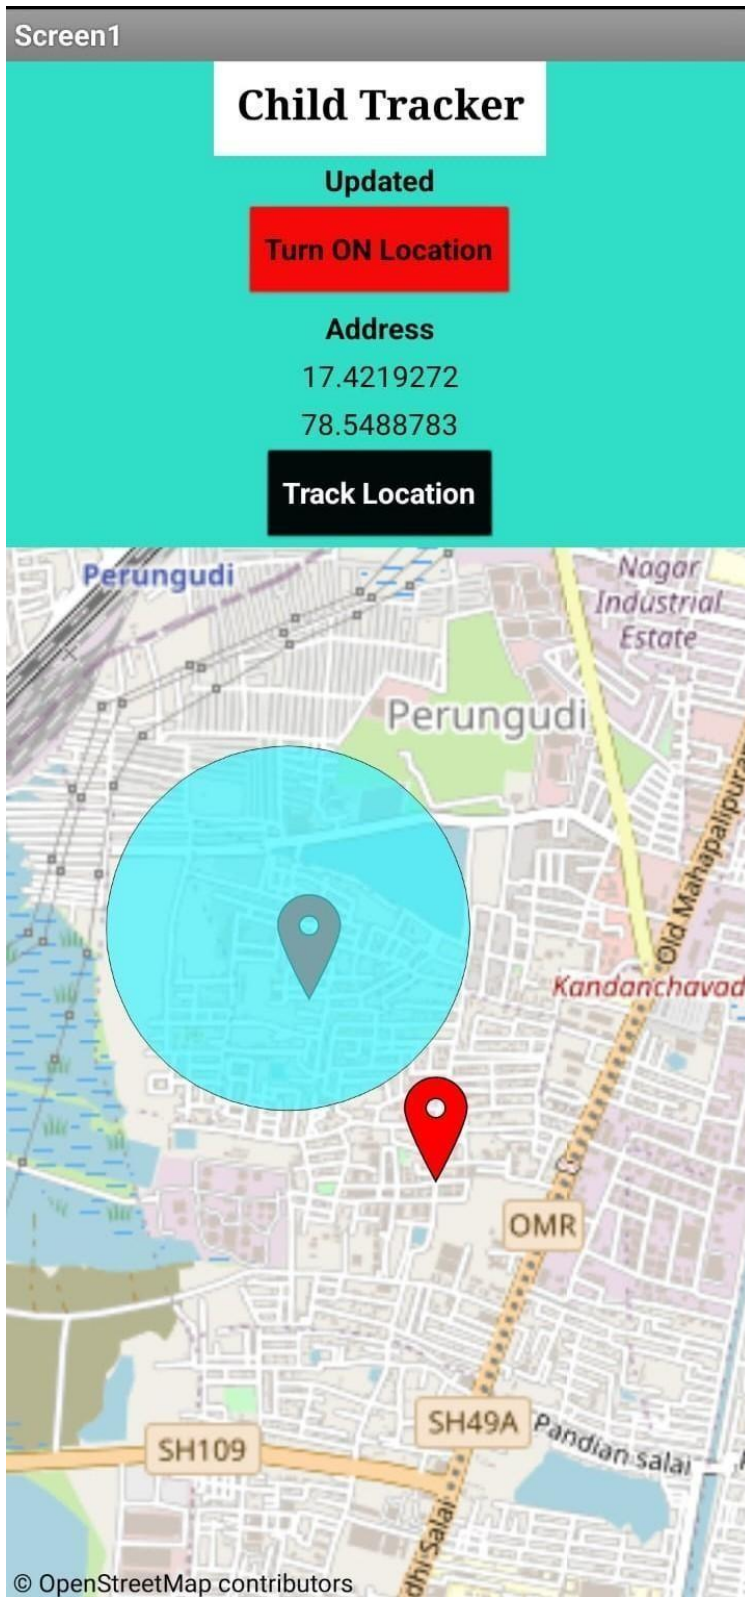 Screen1
Child Tracker
Updated
Turn ON Location
Address
17.4219272
78.5488783
Track Location
Perungudi
Nagar
Industrial
Estate
Perungudi
Old Mahapalipuram
Kandanchavad
OMR
SH49A
Pandian salai
SH109
dhi Salai
© OpenStreetMap contributors